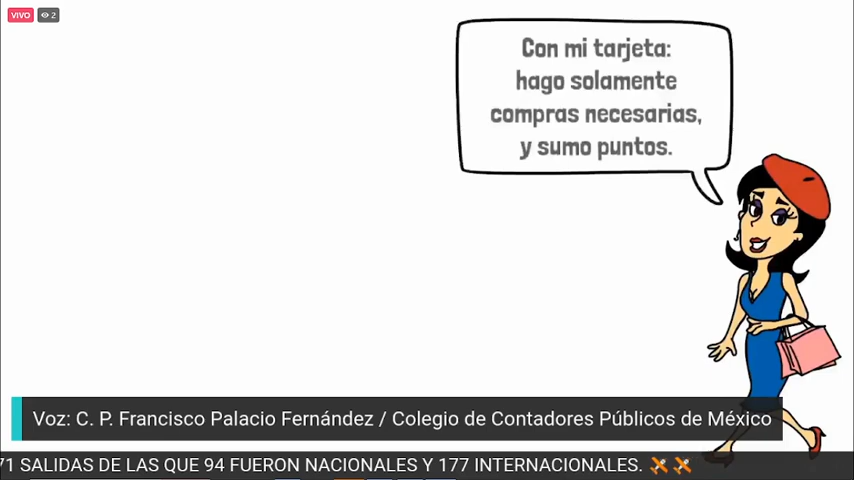 VIVO 2
Con mi tarjeta:
hago solamente
compras necesarias,
y sumo puntos.
Voz: C. P. Francisco Palacio Fernández / Colegio de Contadores Públicos de México
71 SALIDAS DE LAS QUE 94 FUERON NACIONALES Y 177 INTERNACIONALES.